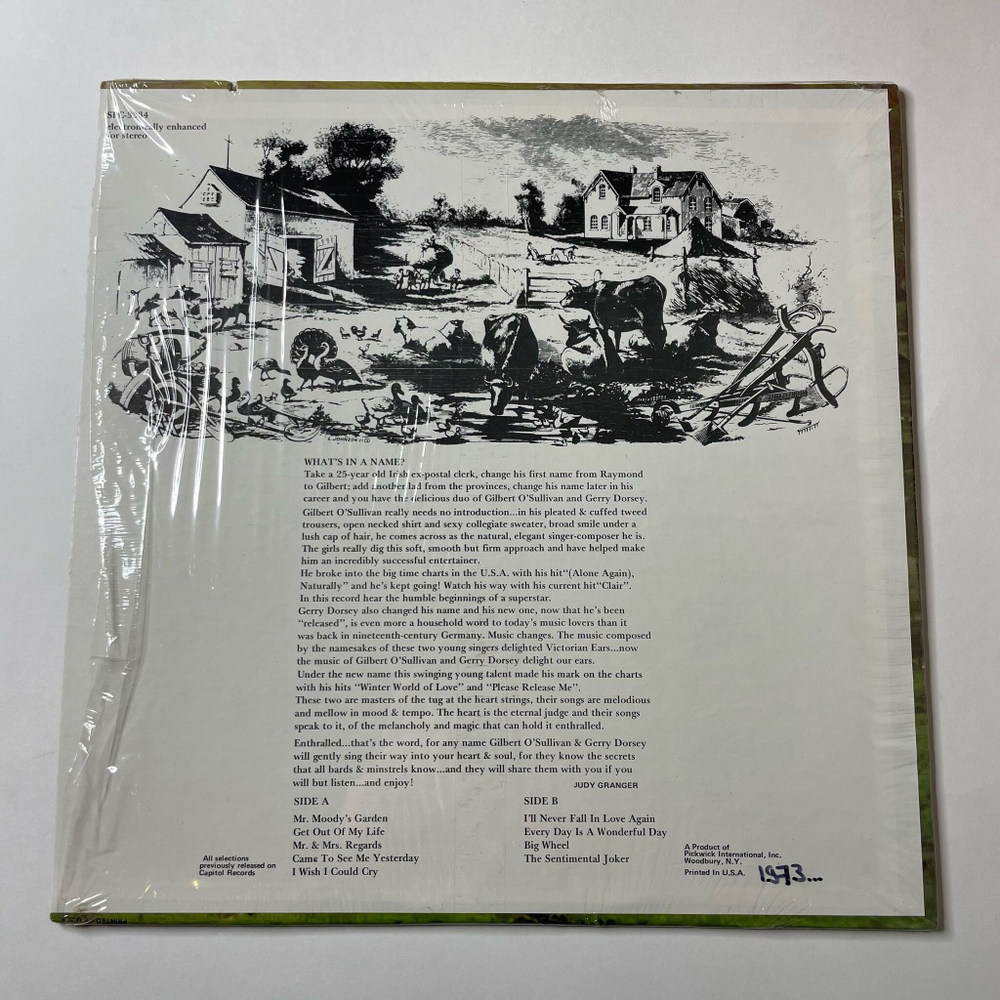 electronically enhanced
for stereo
L. JOHNSON & CO
WHAT'S IN A NAME?
Take a 25-year old Irish ex-postal clerk, change his first name from Raymond
to Gilbert; add another lad from the provinces, change his name later in his
career and you have the delicious duo of Gilbert O'Sullivan and Gerry Dorsey.
Gilbert O'Sullivan really needs no introduction...in his pleated & cuffed tweed
trousers, open necked shirt and sexy collegiate sweater, broad smile under a
lush cap of hair, he comes across as the natural, elegant singer-composer he is.
The girls really dig this soft, smooth but firm approach and have helped make
him an incredibly successful entertainer.
He broke into the big time charts in the U.S.A. with his hit "(Alone Again),
Naturally" and he's kept going! Watch his way with his current hit "Clair".
In this record hear the humble beginnings of a superstar.
Gerry Dorsey also changed his name and his new one, now that he's been
"released", is even more a household word to today's music lovers than it
was back in nineteenth-century Germany. Music changes. The music composed
by the namesakes of these two young singers delighted Victorian Ears...now
the music of Gilbert O'Sullivan and Gerry Dorsey delight our ears.
Under the new name this swinging young talent made his mark on the charts
with his hits "Winter World of Love" and "Please Release Me".
These two are masters of the tug at the heart strings, their songs are melodious
and mellow in mood & tempo. The heart is the eternal judge and their songs
speak to it, of the melancholy and magic that can hold it enthralled.
Enthralled...that's the word, for any name Gilbert O'Sullivan & Gerry Dorsey
will gently sing their way into your heart & soul, for they know the secrets
that all bards & minstrels know...and they will share them with you if you
will but listen...and enjoy!
JUDY GRANGER
SIDE A
Mr. Moody's Garden
Get Out Of My Life
Mr. & Mrs. Regards
Came To See Me Yesterday
I Wish I Could Cry
SIDE B
I'll Never Fall In Love Again
Every Day Is A Wonderful Day
Big Wheel
The Sentimental Joker
All selections
previously released on
Capitol Records
A Product of
Pickwick International, Inc.
Woodbury, N.Y.
Printed In U.S.A.
1973...
PRINTED IN U.S.A.